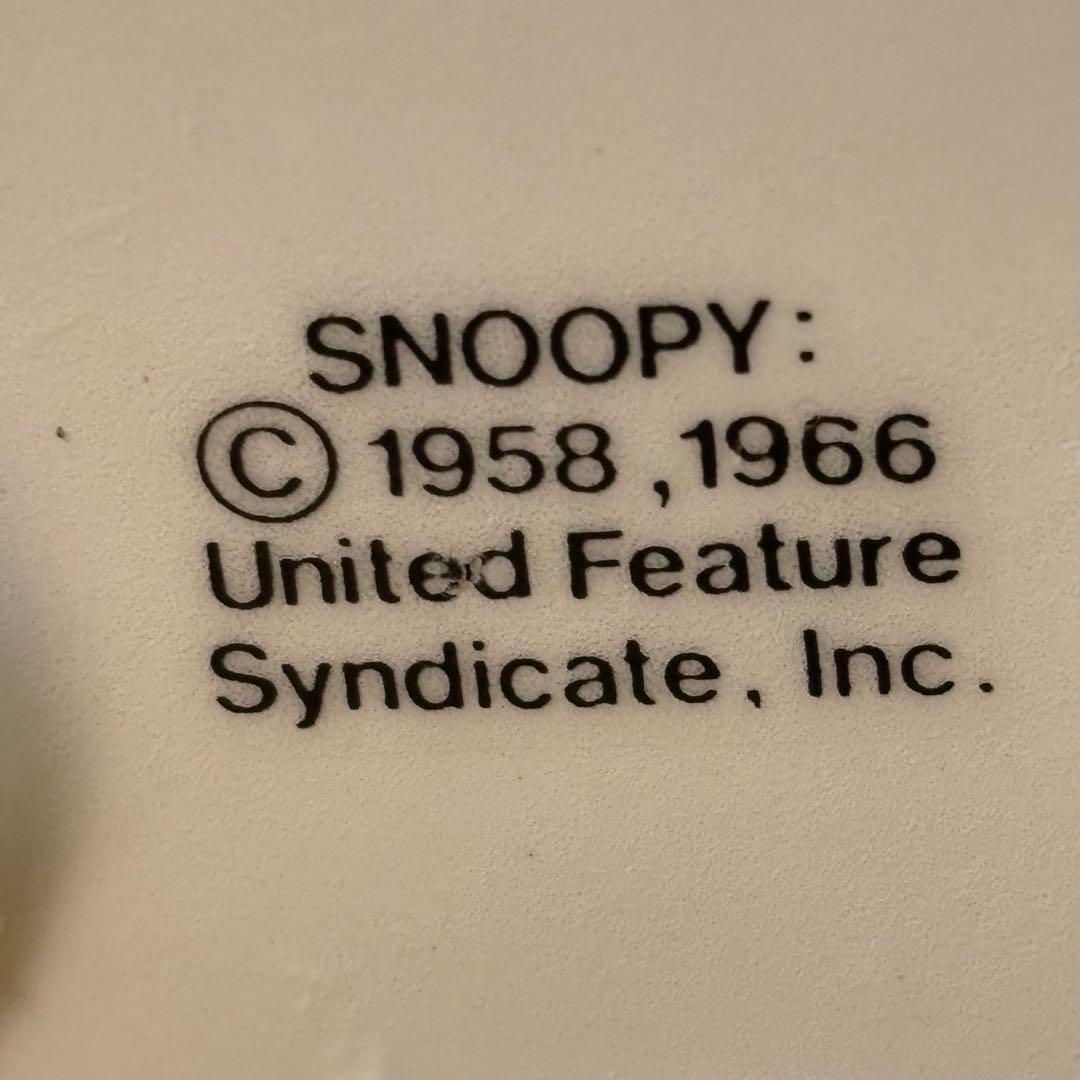 SNOOPY:
© 1958, 1966
United Feature
Syndicate, Inc.